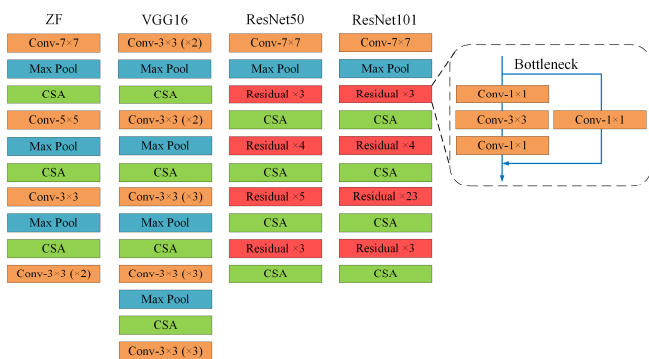 ZF
VGG16
ResNet50
ResNet101
Conv-7×7
Conv-3×3 (×2)
Conv-7×7
Conv-7×7
Max Pool
Max Pool
Max Pool
Max Pool
Bottleneck
CSA
CSA
Residual ×3
Residual ×3
Conv-1×1
Conv-5×5
Conv-3×3 (×2)
CSA
CSA
Conv-3×3
Conv-1×1
Max Pool
Max Pool
Residual ×4
Residual ×4
Conv-1×1
CSA
CSA
CSA
CSA
Conv-3×3
Conv-3×3 (×3)
Residual ×5
Residual ×23
Max Pool
Max Pool
CSA
CSA
CSA
CSA
Residual ×3
Residual ×3
Conv-3×3 (×2)
Conv-3×3 (×3)
CSA
CSA
Max Pool
CSA
Conv-3×3 (×3)